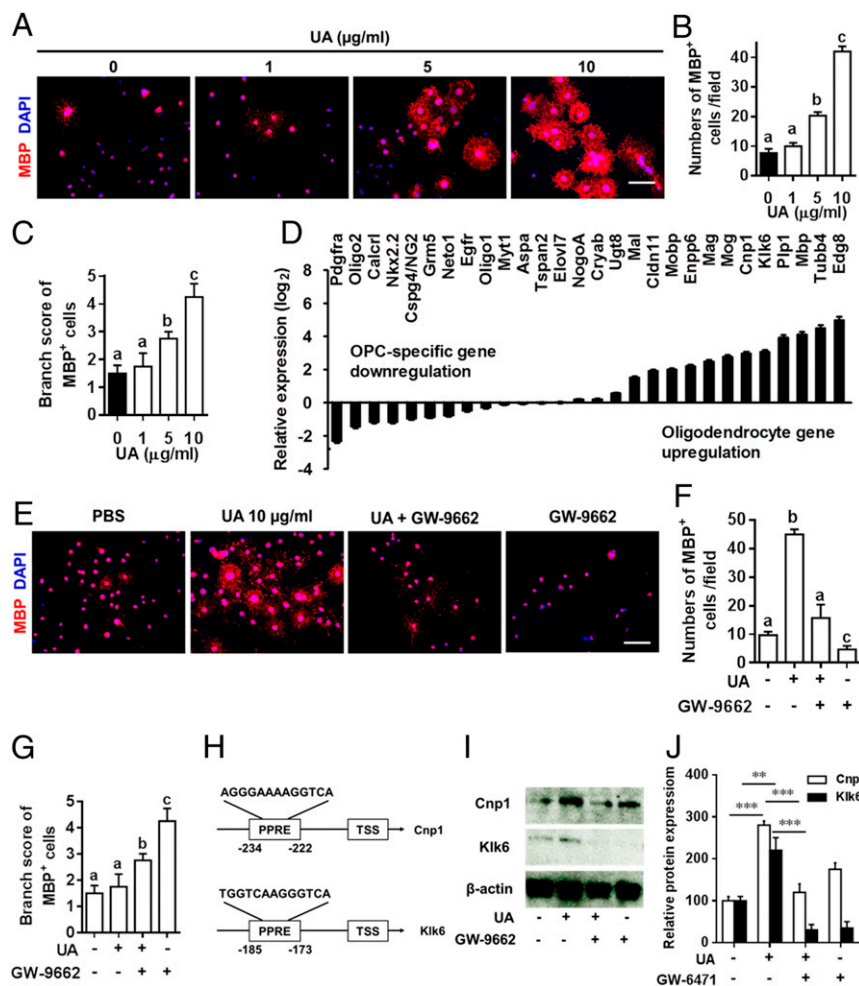 A
UA (µg/ml)
0 1 5 10
MBP DAPI
B
Numbers of MBP+
cells /field
40
30
20
10
0
a a b c
0 1 5 10
UA (µg/ml)
C
Branch score of
MBP+ cells
5
4
3
2
1
0
a a b c
0 1 5 10
UA (µg/ml)
D
Relative expression (log2)
6
4
2
0
-2
-4
Pdgfra
Oligo2
Calcrl
Nkx2.2
Cspg4/NG2
Grm5
Neto1
Egfr
Oligo1
Myt1
Aspa
Tspan2
Elovl7
NogoA
Cryab
Ugt8
Mal
Cldn11
Mobp
Enpp6
Mag
Mog
Cnp1
Klk6
Plp1
Mbp
Tubb4
Edg8
OPC-specific gene
downregulation
Oligodendrocyte gene
upregulation
E
PBS UA 10 µg/ml UA + GW-9662 GW-9662
MBP DAPI
F
Numbers of MBP+
cells /field
50
40
30
20
10
0
a b a c
UA - + + -
GW-9662 - - + +
G
Branch score of
MBP+ cells
5
4
3
2
1
0
a a b c
UA - + + -
GW-9662 - - + +
H
AGGGAAAAGGTCA
PPRE TSS Cnp1
-234 -222
TGGTCAAGGGTCA
PPRE TSS Klk6
-185 -173
I
Cnp1
Klk6
β-actin
UA - + + -
GW-9662 - - + +
J
Relative protein expressiom
400
300
200
100
0
Cnp
Klk6
** ***
*** ***
UA - + + -
GW-6471 - - + +